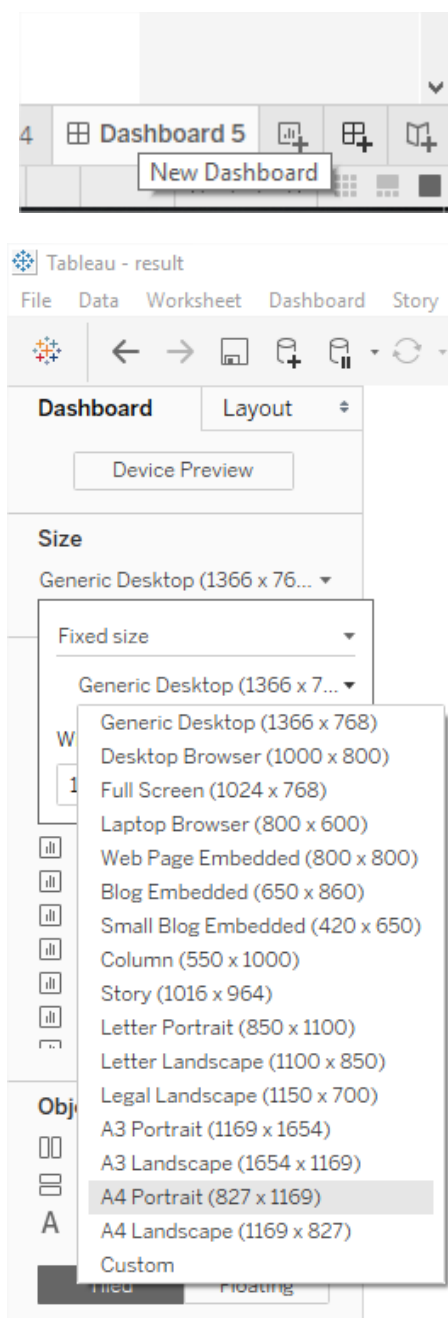 4 Dashboard 5
New Dashboard
Tableau - result
File Data Worksheet Dashboard Story
Dashboard Layout
Device Preview
Size
Generic Desktop (1366 x 76...
Fixed size
Generic Desktop (1366 x 7...
Generic Desktop (1366 x 768)
W
Desktop Browser (1000 x 800)
1
Full Screen (1024 x 768)
Laptop Browser (800 x 600)
Web Page Embedded (800 x 800)
Blog Embedded (650 x 860)
Small Blog Embedded (420 x 650)
Column (550 x 1000)
Story (1016 x 964)
Letter Portrait (850 x 1100)
Letter Landscape (1100 x 850)
Legal Landscape (1150 x 700)
Obj
A3 Portrait (1169 x 1654)
A3 Landscape (1654 x 1169)
A4 Portrait (827 x 1169)
A
A4 Landscape (1169 x 827)
Custom
Tiled Floating